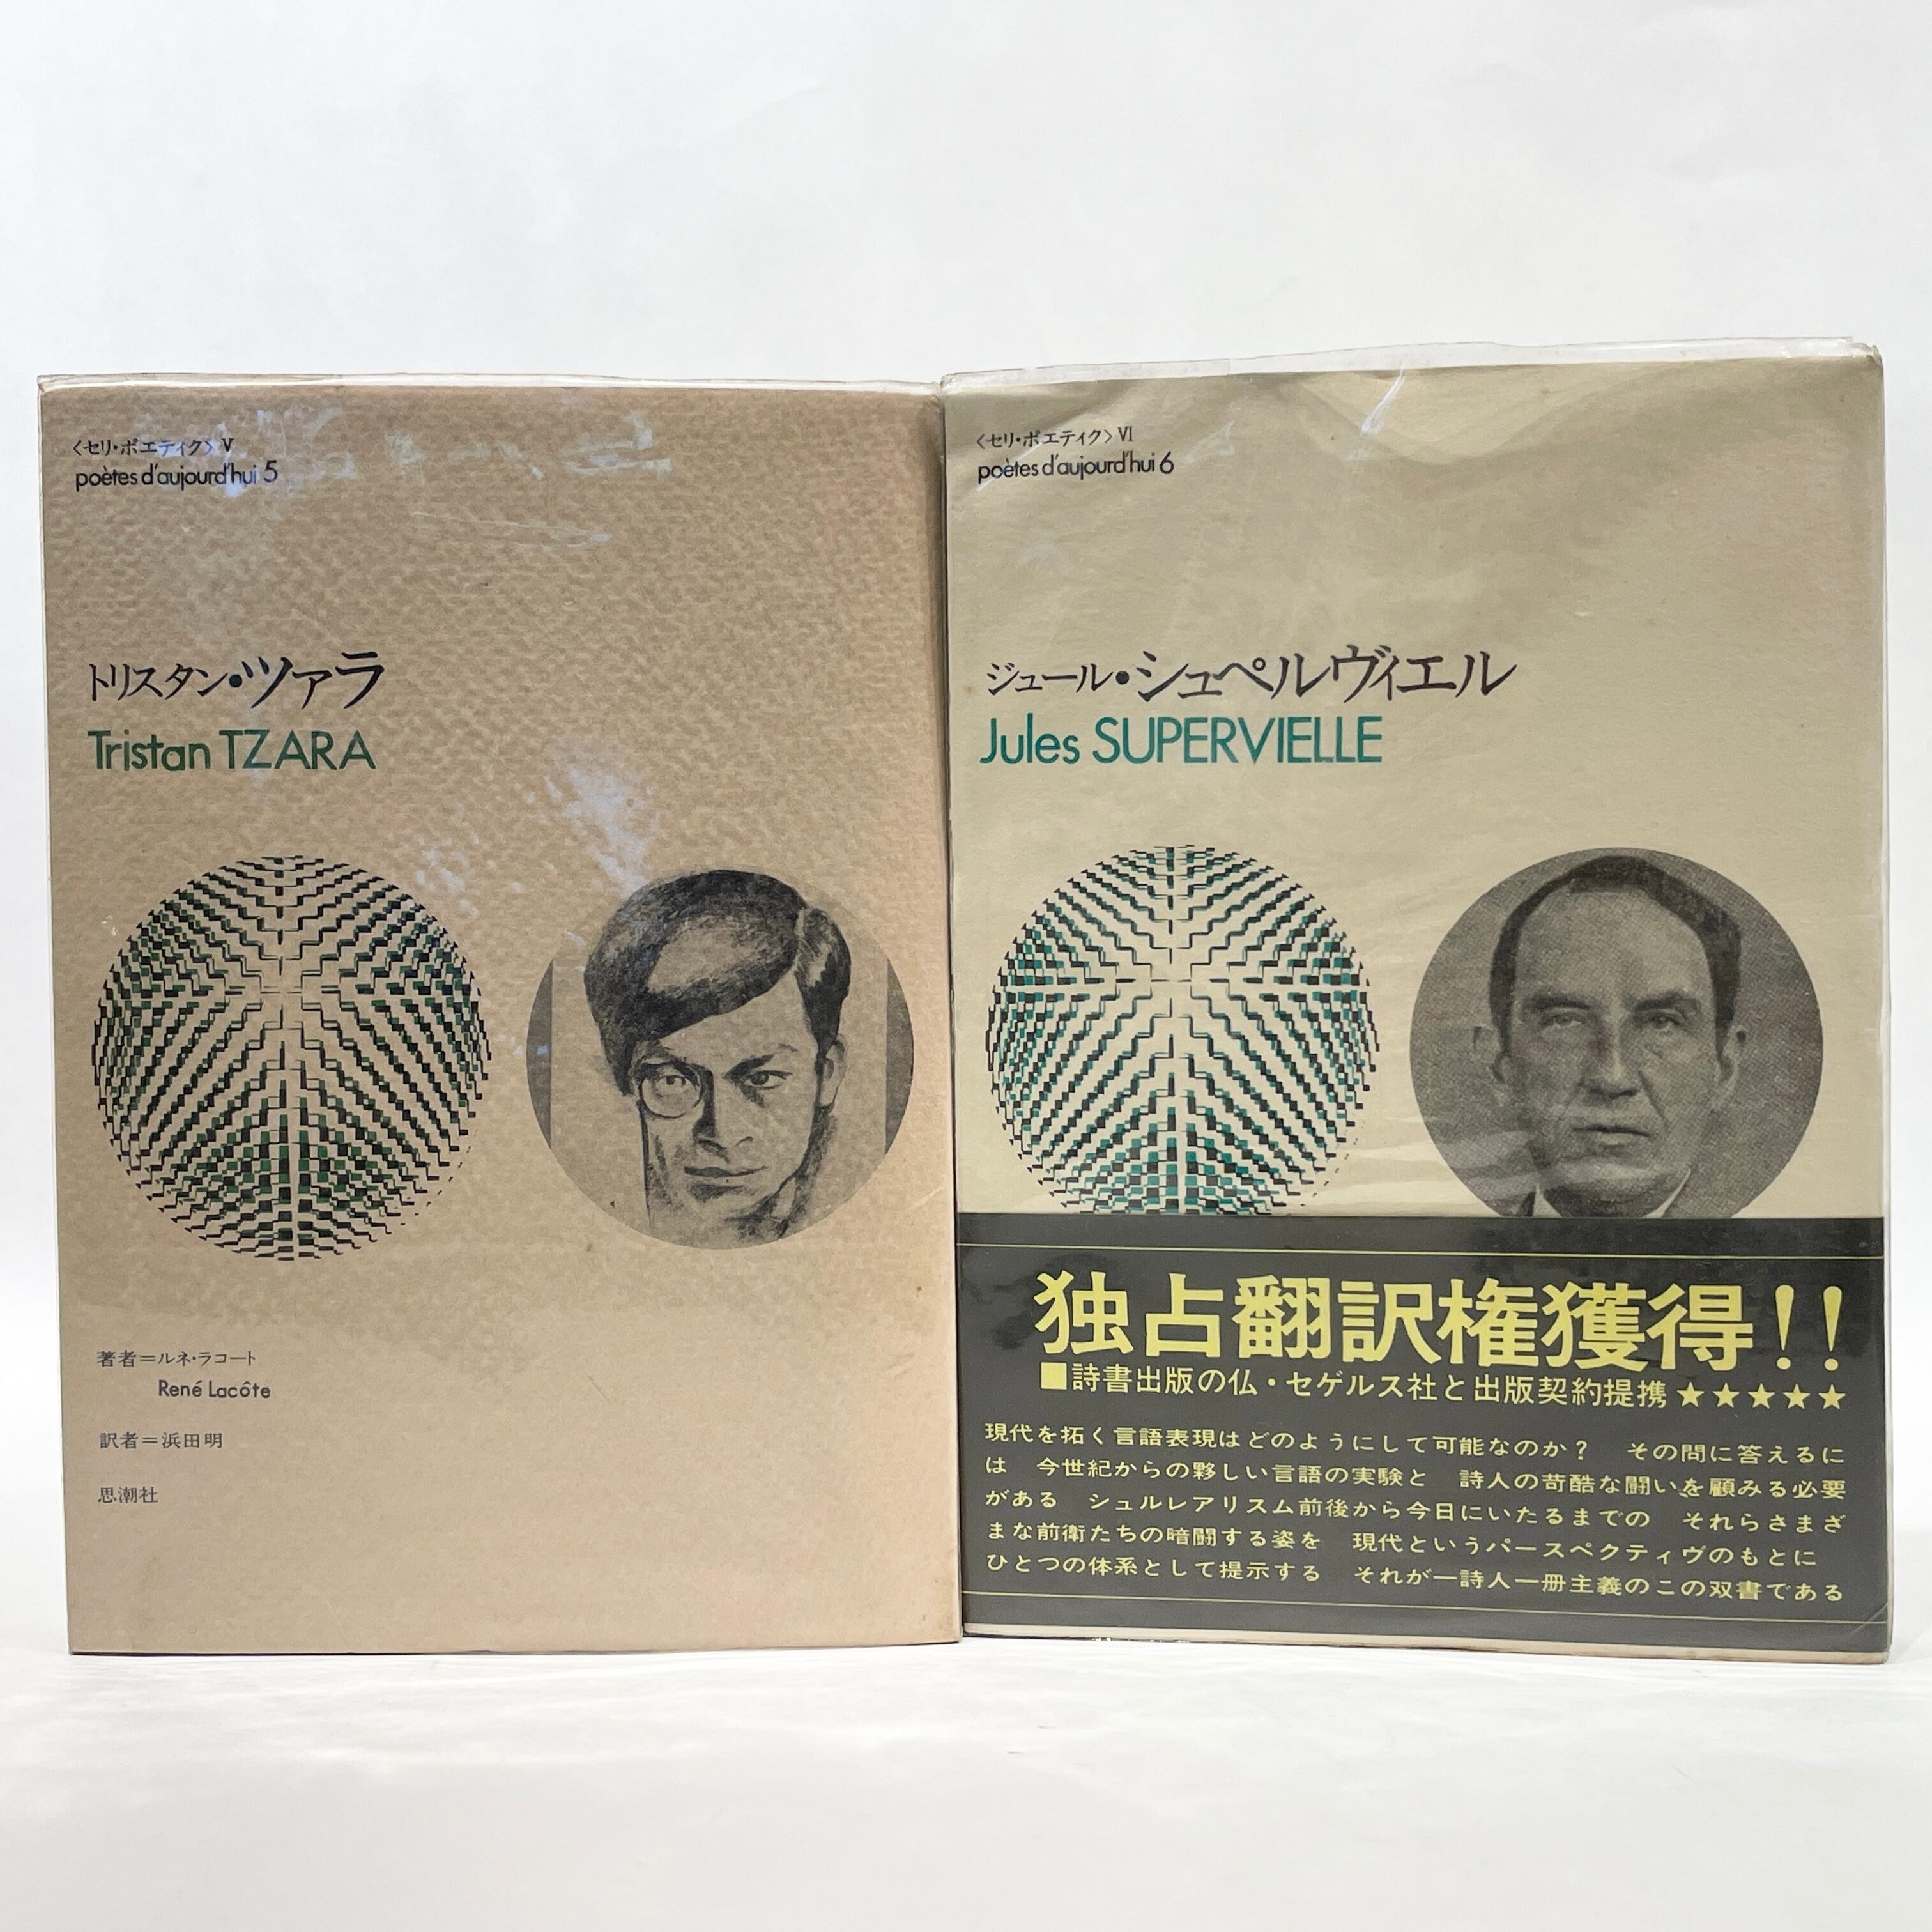 〈セリ・ポエティク〉V
poètes d'aujourd'hui 5
トリスタン・ツァラ
Tristan TZARA
著者＝ルネ・ラコート
René Lacôte
訳者＝浜田明
思潮社
〈セリ・ポエティク〉VI
poètes d'aujourd'hui 6
ジュール・シュペルヴィエル
Jules SUPERVIELLE
独占翻訳権獲得!!
■詩書出版の仏・セゲルス社と出版契約提携★★★★★
現代を拓く言語表現はどのようにして可能なのか？　その問に答えるに
は　今世紀からの夥しい言語の実験と　詩人の苛酷な闘いを顧みる必要
がある　シュルレアリスム前後から今日にいたるまでの　それらさまざ
まな前衛たちの暗闘する姿を　現代というパースペクティヴのもとに
ひとつの体系として提示する　それが一詩人一冊主義のこの双書である